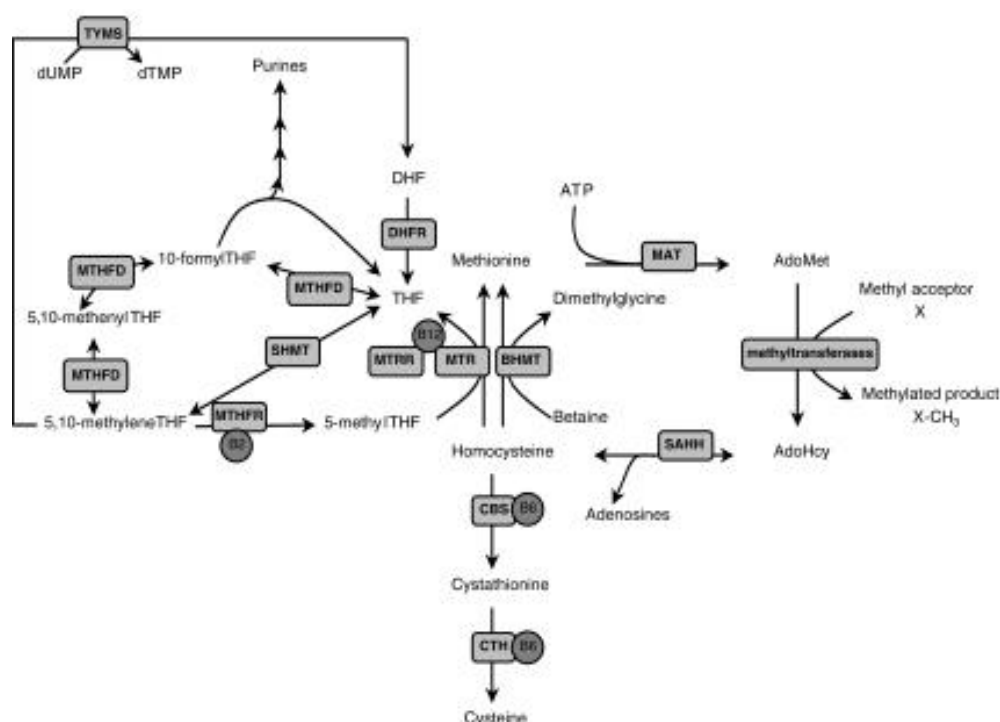 TYMS
dUMP
dTMP
Purines
DHF
ATP
DHFR
MTHFD
10-formylTHF
Methionine
MAT
AdoMet
MTHFD
THF
Dimethylglycine
Methyl acceptor
X
5,10-methenylTHF
B12
SHMT
MTRR
MTR
BHMT
methyltransferases
MTHFD
Methylated product
X-CH₃
5,10-methyleneTHF
MTHFR
5-methylTHF
Betaine
B2
Homocysteine
SAHH
AdoHcy
CBS
B6
Adenosines
Cystathionine
CTH
B6
Cysteine